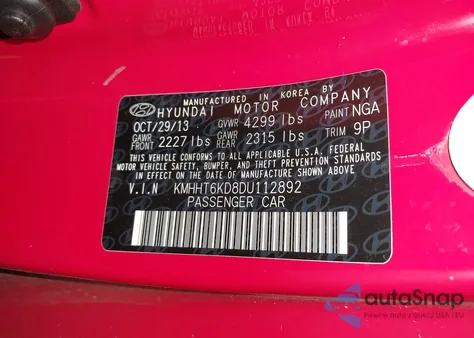 MANUFACTURED IN KOREA BY
HYUNDAI MOTOR COMPANY
OCT/29/13 GVWR 4299 lbs PAINT NGA
GAWR FRONT 2227 lbs GAWR REAR 2315 lbs TRIM 9P
THIS VEHICLE CONFORMS TO ALL APPLICABLE U.S.A. FEDERAL
MOTOR VEHICLE SAFETY, BUMPER, AND THEFT PREVENTION STANDARDS
IN EFFECT ON THE DATE OF MANUFACTURE SHOWN ABOVE.
V.I.N KMHHT6KD8DU112892
PASSENGER CAR
autoSnap